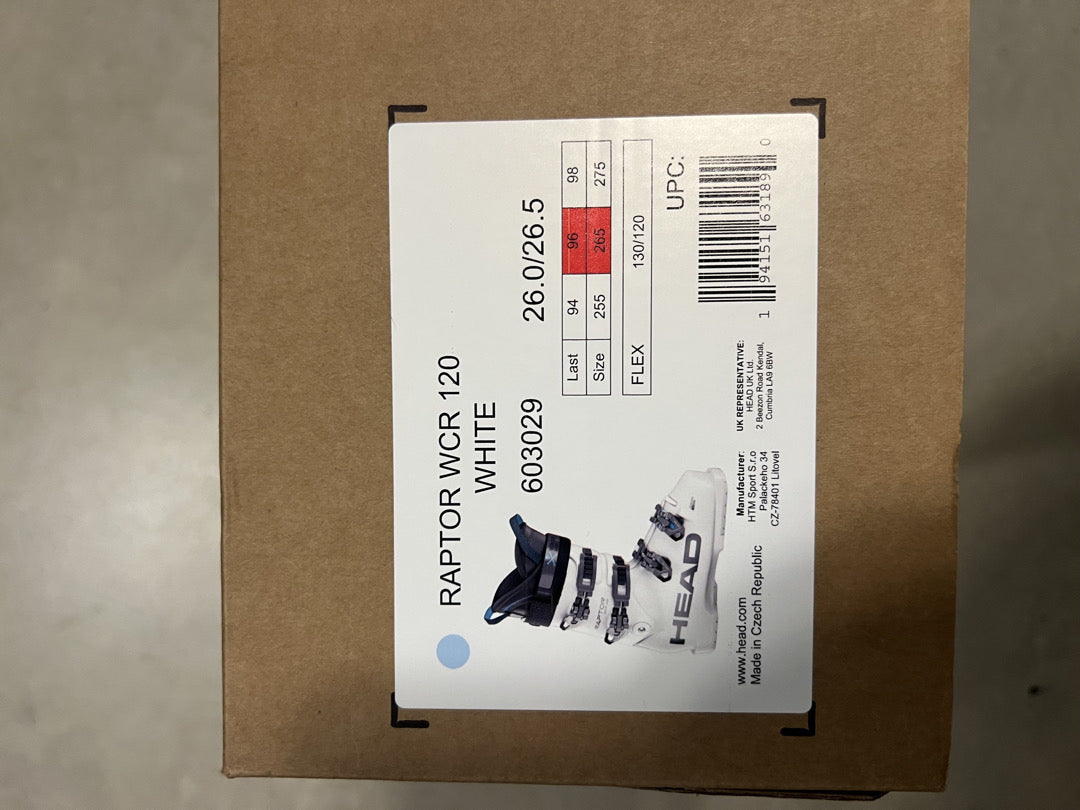 RAPTOR WCR 120
WHITE
603029 26.0/26.5
Last 94 96 98
Size 255 265 275
FLEX 130/120
UPC:
1 94151 63189 0
HEAD
RAPTOR
www.head.com
Made in Czech Republic
Manufacturer:
HTM Sport S.r.o
Palackeho 34
CZ-78401 Litovel
UK REPRESENTATIVE:
HEAD UK Ltd.
2 Beezon Road Kendal,
Cumbria LA9 6BW